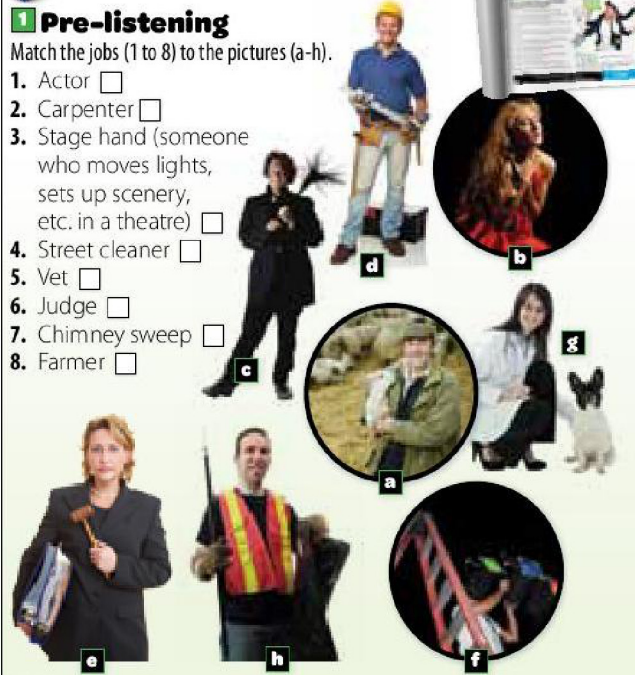 1 Pre-listening
Match the jobs (1 to 8) to the pictures (a-h).
1. Actor
2. Carpenter
3. Stage hand (someone
who moves lights,
sets up scenery,
etc. in a theatre)
4. Street cleaner
5. Vet
6. Judge
7. Chimney sweep
8. Farmer
d
b
g
c
a
e
h
f